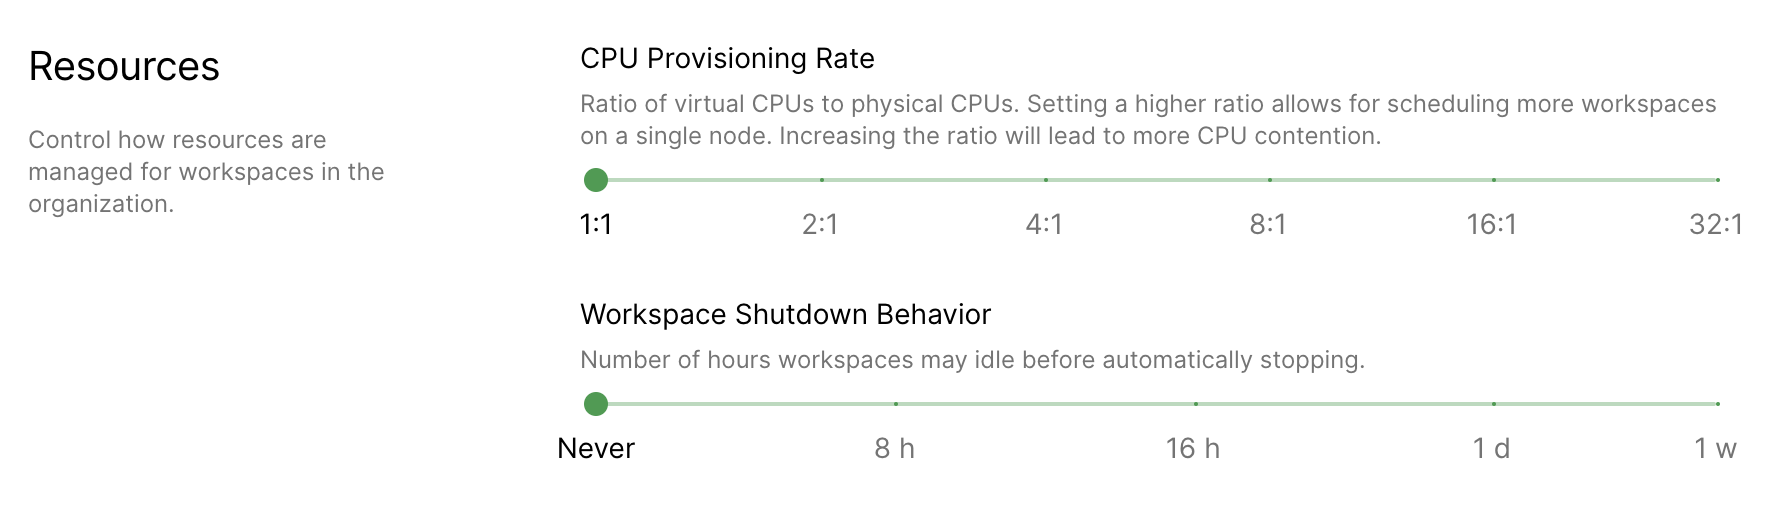 Resources
Control how resources are
managed for workspaces in the
organization.
CPU Provisioning Rate
Ratio of virtual CPUs to physical CPUs. Setting a higher ratio allows for scheduling more workspaces
on a single node. Increasing the ratio will lead to more CPU contention.
1:1 2:1 4:1 8:1 16:1 32:1
Workspace Shutdown Behavior
Number of hours workspaces may idle before automatically stopping.
Never 8 h 16 h 1 d 1 w